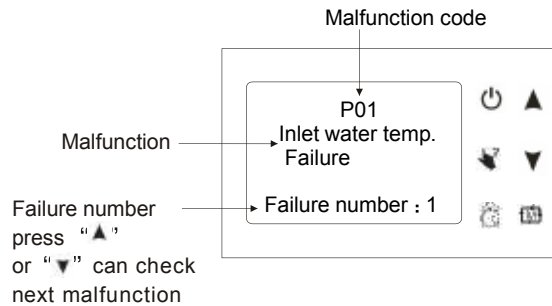 Malfunction code
P01
Inlet water temp.
Failure
Malfunction
Failure number : 1
Failure number
press “▲”
or “▼” can check
next malfunction